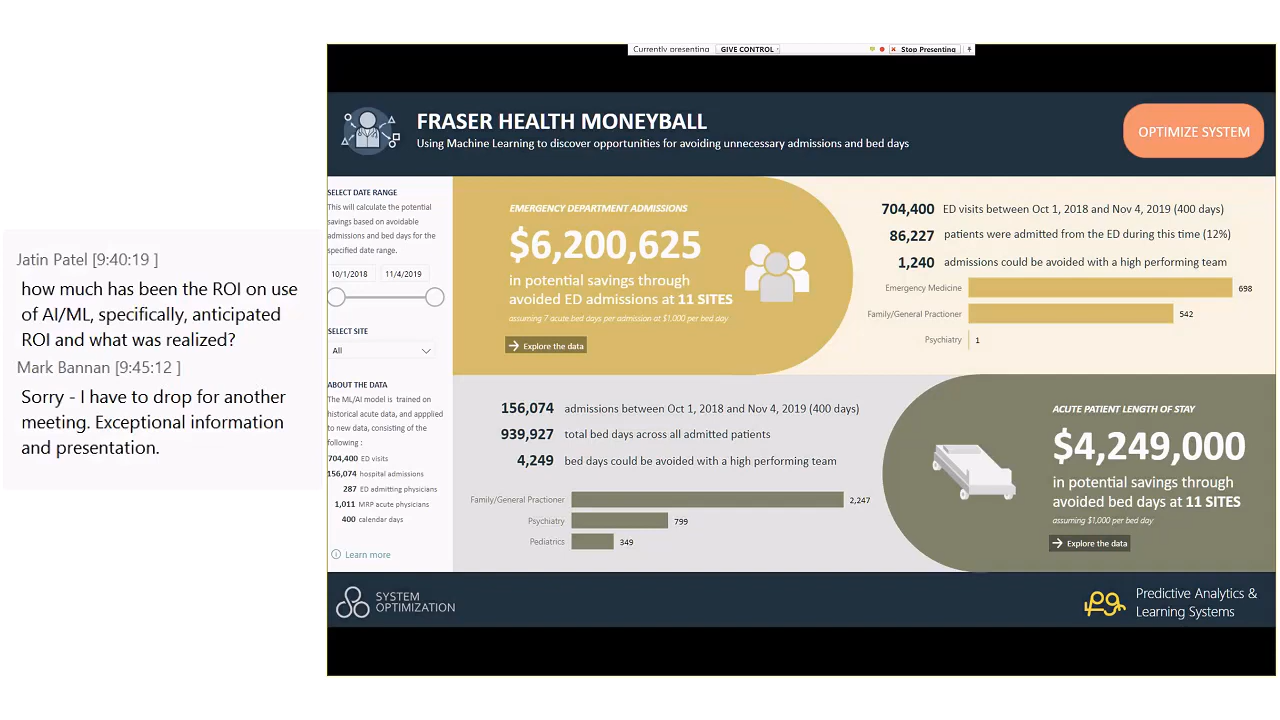 Currently presenting GIVE CONTROL Stop Presenting
Jatin Patel [9:40:19 ]
how much has been the ROI on use
of AI/ML, specifically, anticipated
ROI and what was realized?
Mark Bannan [9:45:12 ]
Sorry - I have to drop for another
meeting. Exceptional information
and presentation.
FRASER HEALTH MONEYBALL
Using Machine Learning to discover opportunities for avoiding unnecessary admissions and bed days
OPTIMIZE SYSTEM
SELECT DATE RANGE
This will calculate the potential
savings based on avoidable
admissions and bed days for the
specified date range.
10/1/2018 11/4/2019
SELECT SITE
All
ABOUT THE DATA
The ML/AI model is trained on
historical acute data, and applied
to new data, consisting of the
following :
704,400 ED visits
156,074 hospital admissions
287 ED admitting physicians
1,011 MRP acute physicians
400 calendar days
Learn more
EMERGENCY DEPARTMENT ADMISSIONS
$6,200,625
in potential savings through
avoided ED admissions at 11 SITES
assuming 7 acute bed days per admission at $1,000 per bed day
Explore the data
704,400 ED visits between Oct 1, 2018 and Nov 4, 2019 (400 days)
86,227 patients were admitted from the ED during this time (12%)
1,240 admissions could be avoided with a high performing team
Emergency Medicine 698
Family/General Practioner 542
Psychiatry 1
156,074 admissions between Oct 1, 2018 and Nov 4, 2019 (400 days)
939,927 total bed days across all admitted patients
4,249 bed days could be avoided with a high performing team
Family/General Practioner 2,247
Psychiatry 799
Pediatrics 349
ACUTE PATIENT LENGTH OF STAY
$4,249,000
in potential savings through
avoided bed days at 11 SITES
assuming $1,000 per bed day
Explore the data
SYSTEM
OPTIMIZATION
Predictive Analytics &
Learning Systems